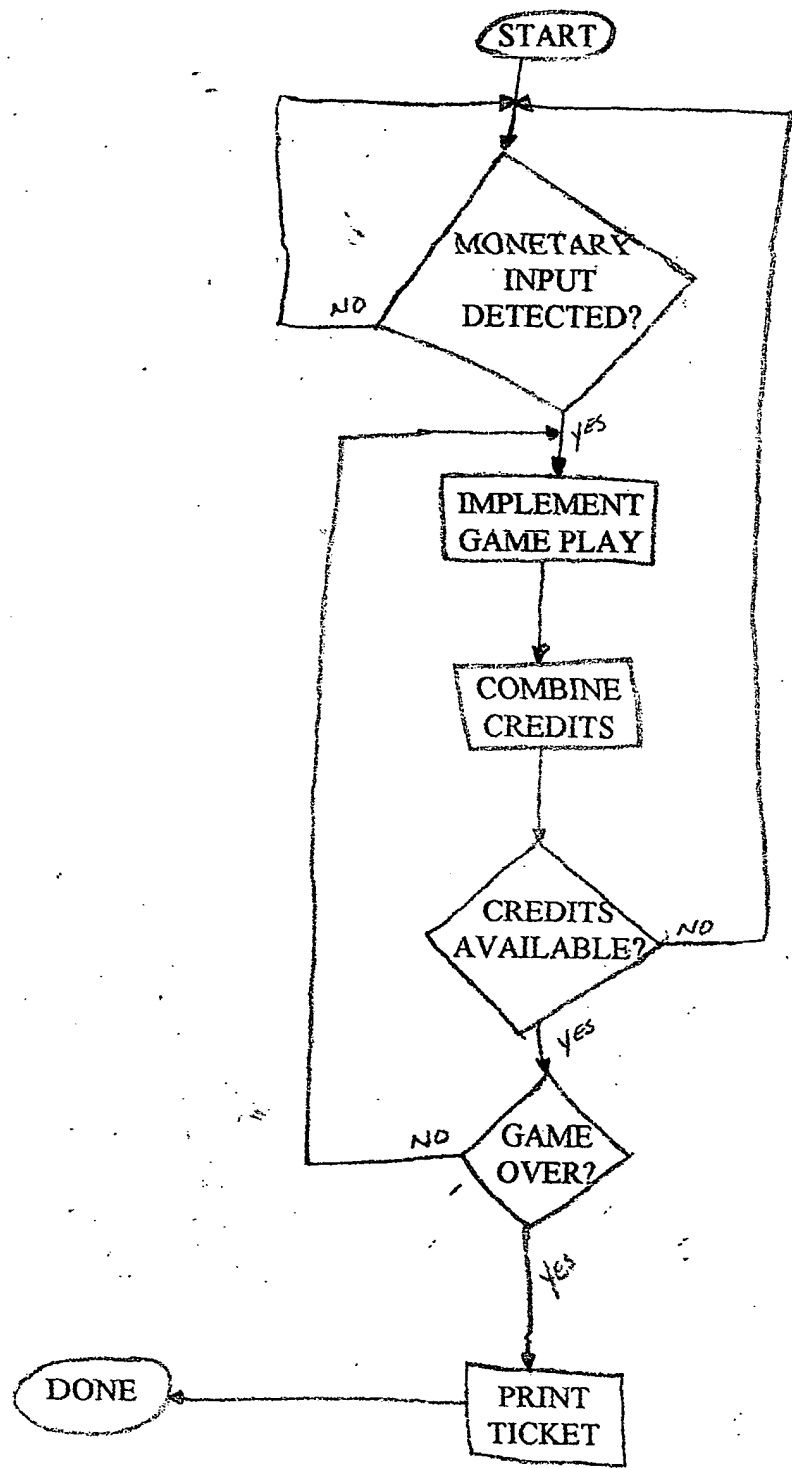 START
MONETARY
INPUT
DETECTED?
NO
YES
IMPLEMENT
GAME PLAY
COMBINE
CREDITS
CREDITS
AVAILABLE?
NO
YES
GAME
OVER?
NO
YES
PRINT
TICKET
DONE